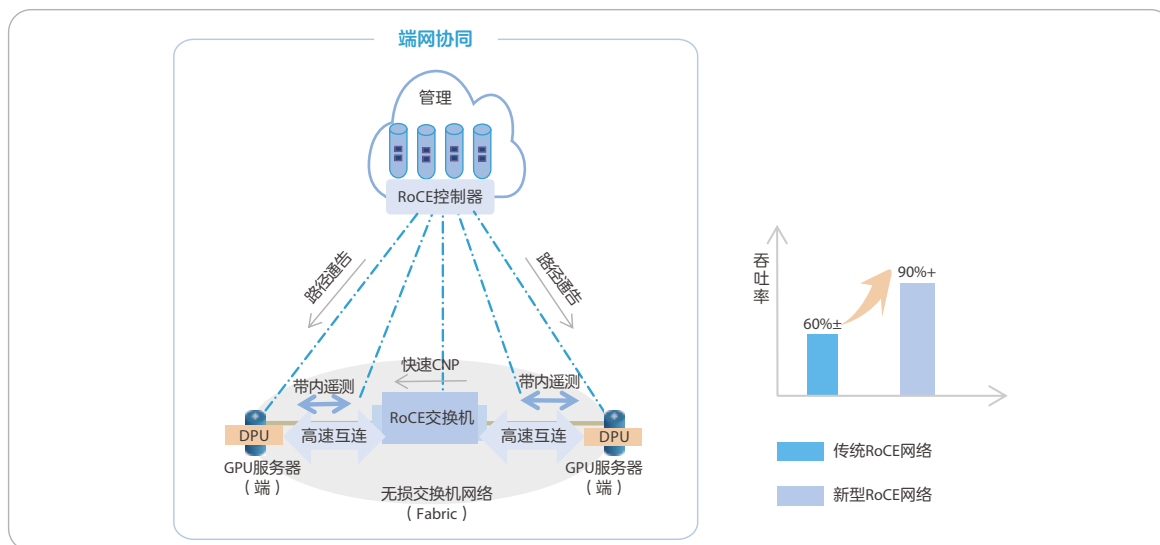 端网协同
管理
RoCE控制器
路径通告
路径通告
快速CNP
带内遥测
带内遥测
RoCE交换机
DPU
高速互连
高速互连
DPU
GPU服务器
（端）
GPU服务器
（端）
无损交换机网络
（Fabric）
吞吐率
60%±
90%+
传统RoCE网络
新型RoCE网络